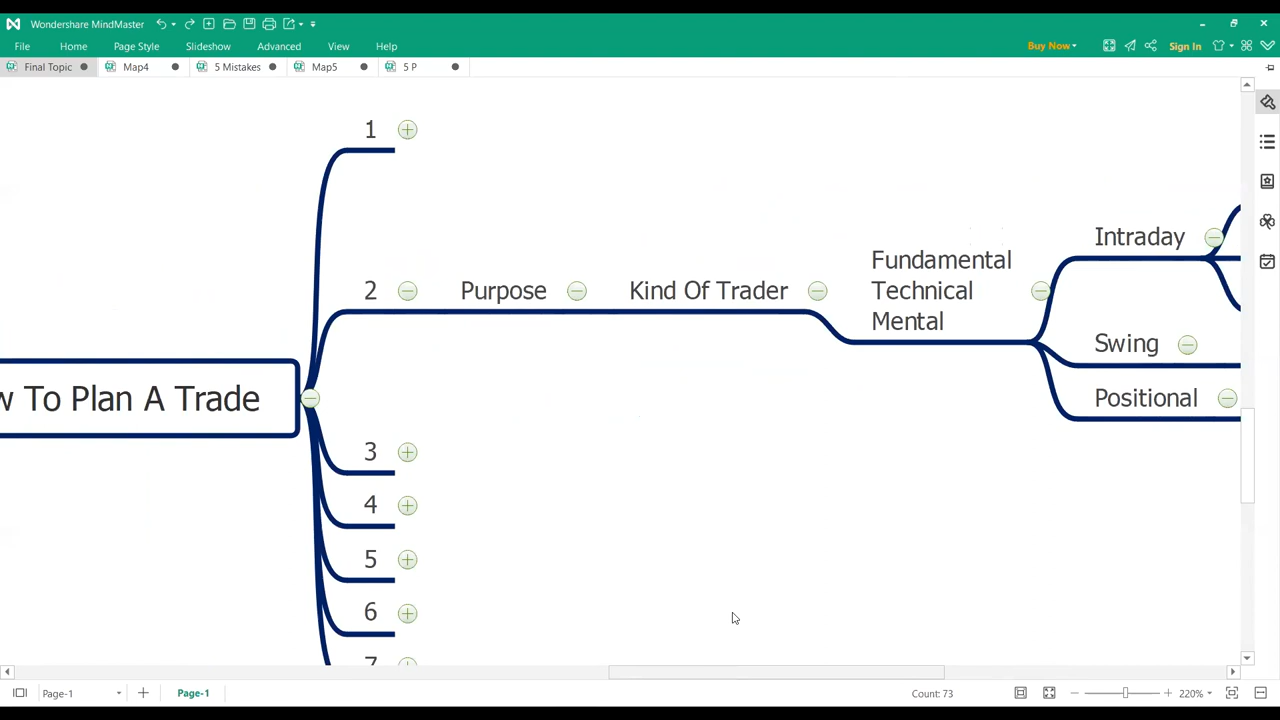 Wondershare MindMaster
File Home Page Style Slideshow Advanced View Help
Buy Now Sign In
Final Topic Map4 5 Mistakes Map5 5 P
1
Intraday
Fundamental
2 Purpose Kind Of Trader Technical
Mental
Swing
To Plan A Trade
Positional
3
4
5
6
7
Page-1 Page-1 Count: 73 220%